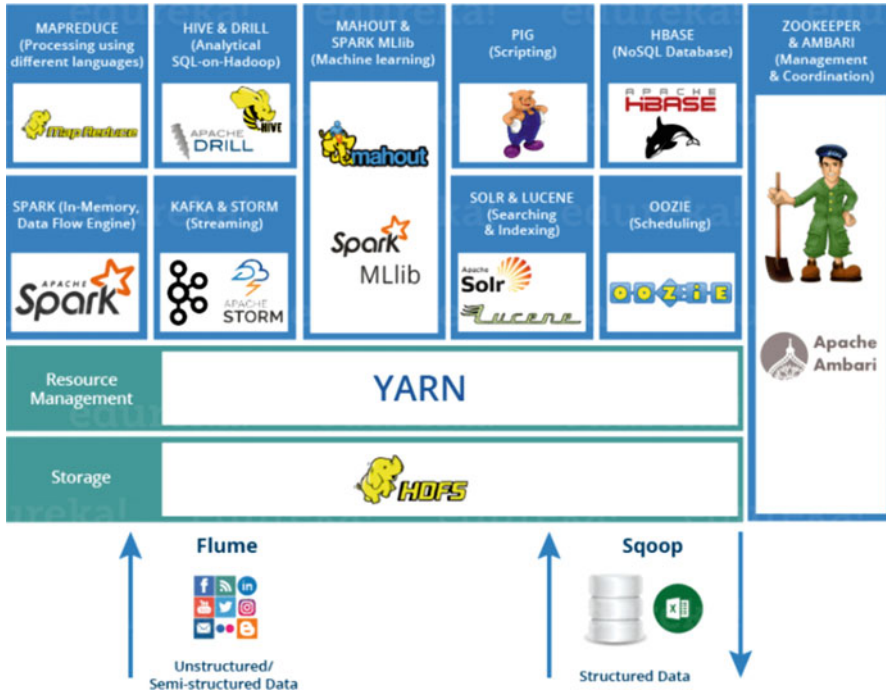 MAPREDUCE
(Processing using
different languages)
Map Reduce
HIVE & DRILL
(Analytical
SQL-on-Hadoop)
HIVE
APACHE
DRILL
MAHOUT &
SPARK MLlib
(Machine learning)
mahout
Spark
MLlib
PIG
(Scripting)
HBASE
(NoSQL Database)
APACHE
HBASE
ZOOKEEPER
& AMBARI
(Management
& Coordination)
Apache
Ambari
SPARK (In-Memory,
Data Flow Engine)
APACHE
Spark
KAFKA & STORM
(Streaming)
APACHE
STORM
SOLR & LUCENE
(Searching
& Indexing)
Apache
Solr
Lucene
OOZIE
(Scheduling)
OOZiE
Resource
Management
YARN
Storage
HDFS
edureka!
Flume
Unstructured/
Semi-structured Data
Sqoop
Structured Data